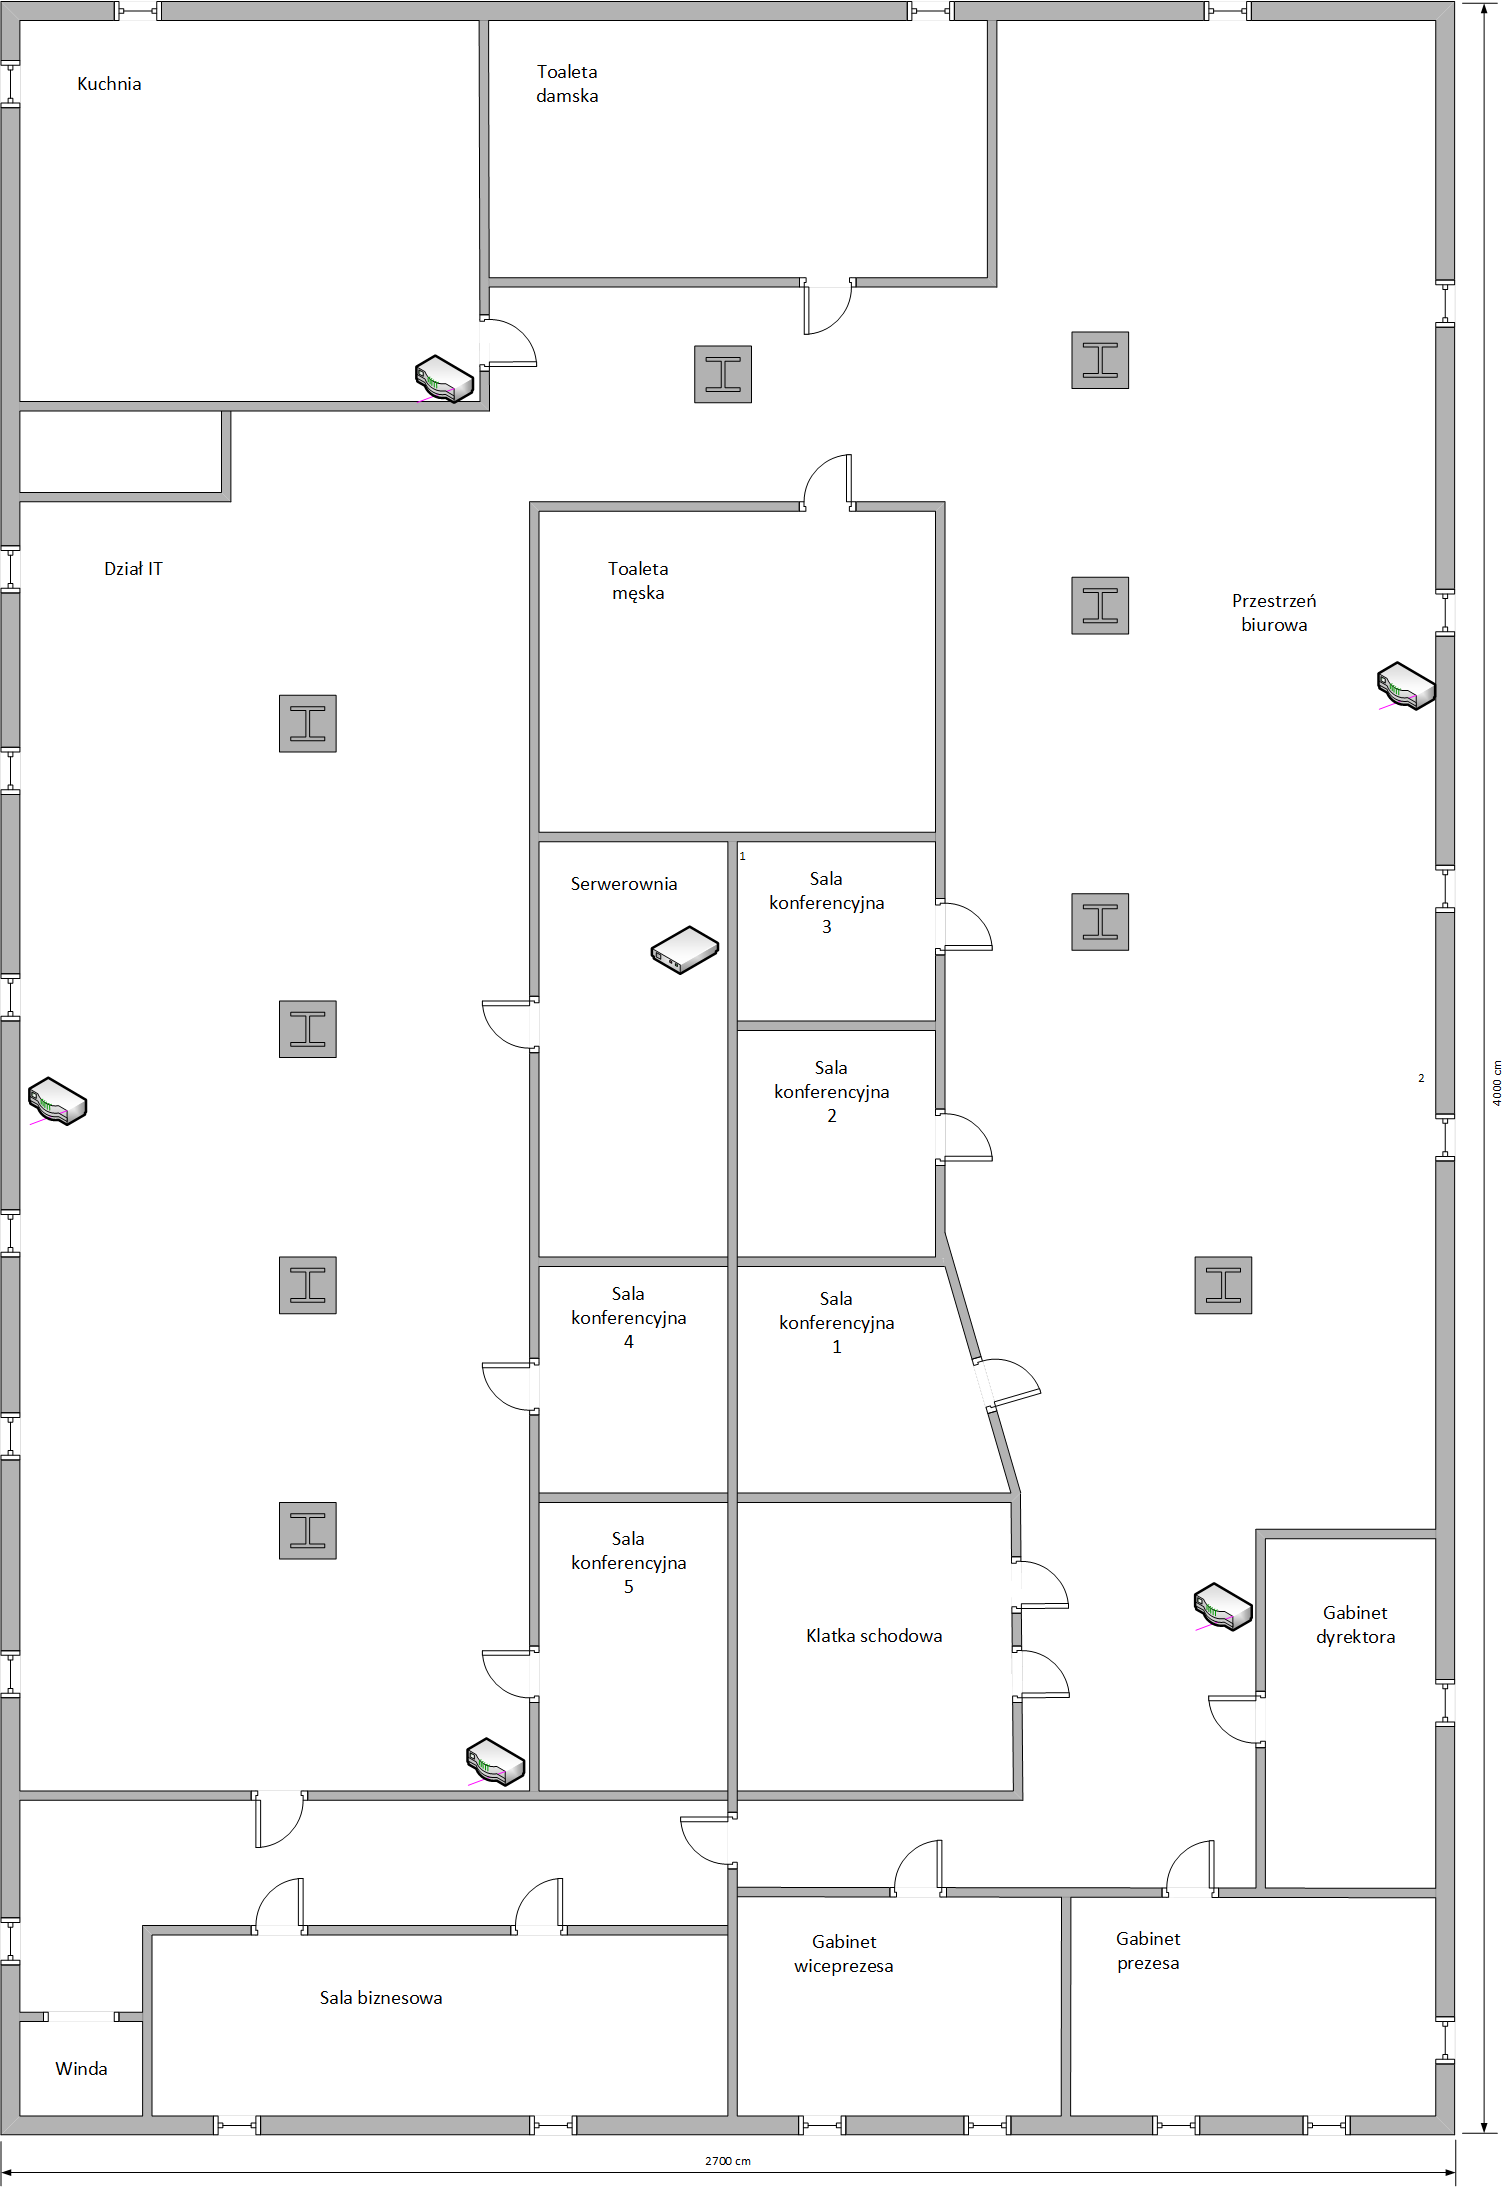 Kuchnia
Toaleta
damska
Dział IT
Toaleta
męska
Przestrzeń
biurowa
Serwerownia
1
Sala
konferencyjna
3
Sala
konferencyjna
2
2
4000 cm
Sala
konferencyjna
4
Sala
konferencyjna
1
Sala
konferencyjna
5
Klatka schodowa
Gabinet
dyrektora
Gabinet
wiceprezesa
Gabinet
prezesa
Sala biznesowa
Winda
2700 cm